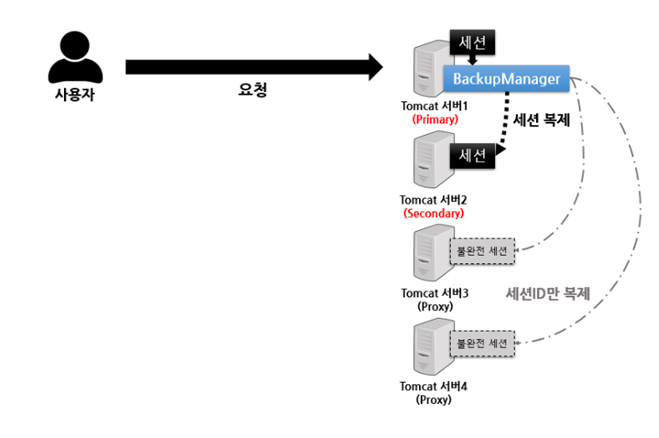 세션
BackupManager
사용자
요청
Tomcat 서버1
(Primary)
세션 복제
세션
Tomcat 서버2
(Secondary)
불완전 세션
Tomcat 서버3
(Proxy)
세션ID만 복제
불완전 세션
Tomcat 서버4
(Proxy)